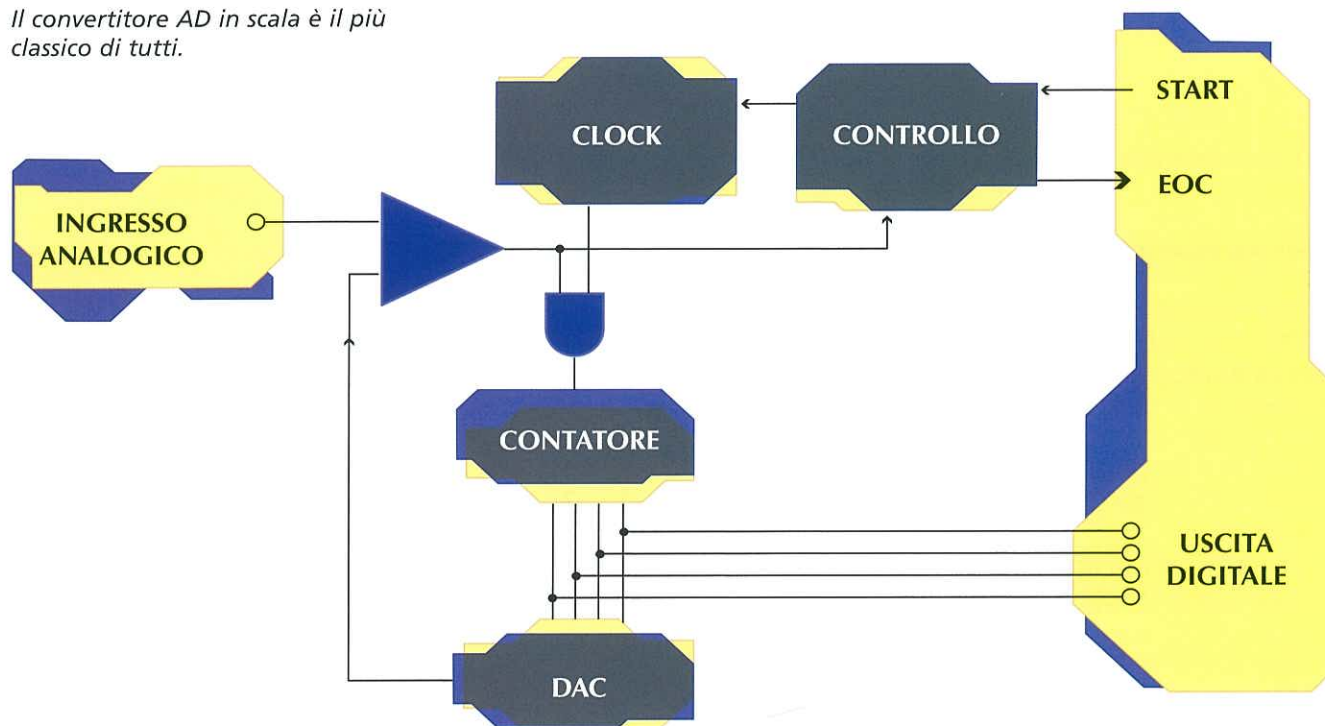 Il convertitore AD in scala è il più
classico di tutti.
START
CLOCK
CONTROLLO
EOC
INGRESSO
ANALOGICO
CONTATORE
USCITA
DIGITALE
DAC